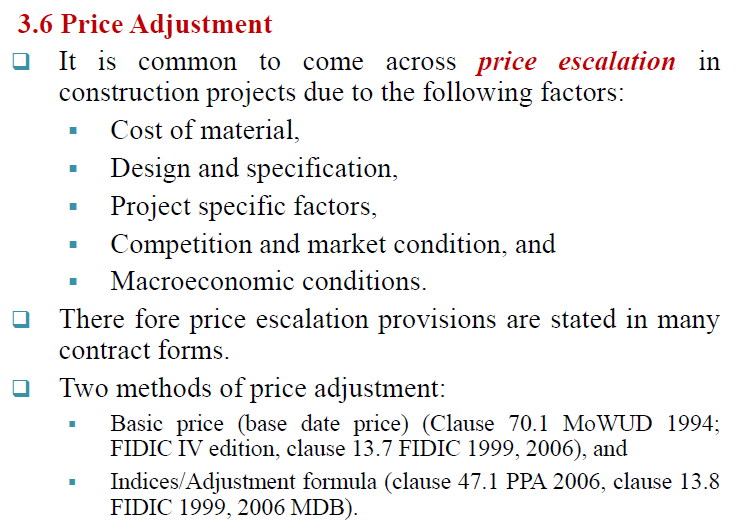 3.6 Price Adjustment
It is common to come across price escalation in
construction projects due to the following factors:
Cost of material,
Design and specification,
Project specific factors,
Competition and market condition, and
Macroeconomic conditions.
There fore price escalation provisions are stated in many
contract forms.
Two methods of price adjustment:
Basic price (base date price) (Clause 70.1 MoWUD 1994;
FIDIC IV edition, clause 13.7 FIDIC 1999, 2006), and
Indices/Adjustment formula (clause 47.1 PPA 2006, clause 13.8
FIDIC 1999, 2006 MDB).